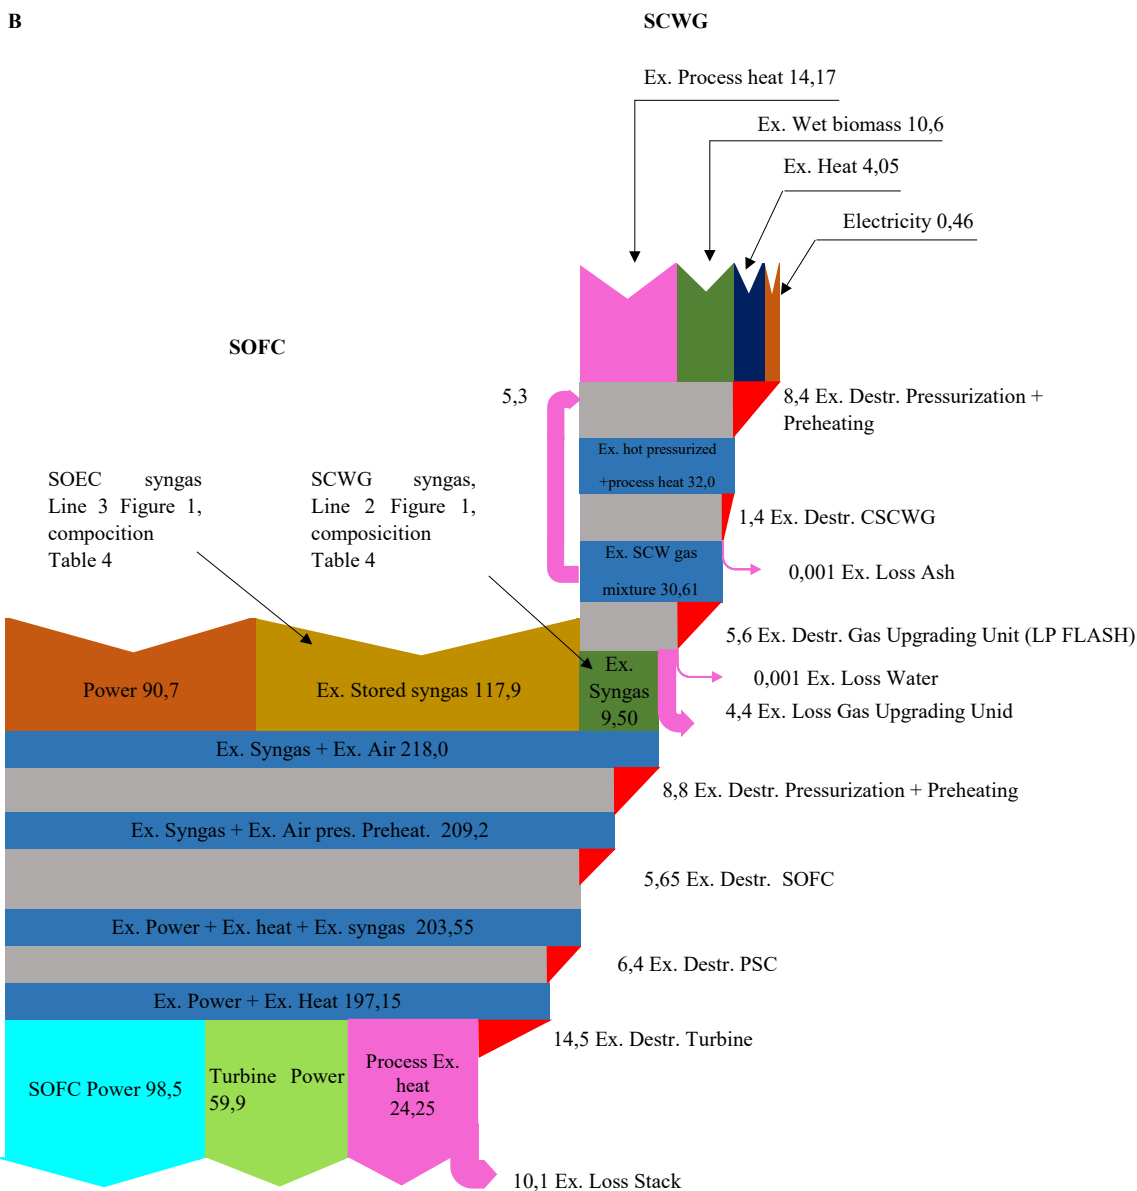 B
SCWG
Ex. Process heat 14,17
Ex. Wet biomass 10,6
Ex. Heat 4,05
Electricity 0,46
SOFC
5,3
8,4 Ex. Destr. Pressurization +
Preheating
Ex. hot pressurized
+process heat 32,0
SOEC syngas
Line 3 Figure 1,
compocition
Table 4
SCWG syngas,
Line 2 Figure 1,
composicition
Table 4
1,4 Ex. Destr. CSCWG
Ex. SCW gas
mixture 30,61
0,001 Ex. Loss Ash
5,6 Ex. Destr. Gas Upgrading Unit (LP FLASH)
Ex.
Syngas
9,50
0,001 Ex. Loss Water
4,4 Ex. Loss Gas Upgrading Unid
Power 90,7
Ex. Stored syngas 117,9
Ex. Syngas + Ex. Air 218,0
8,8 Ex. Destr. Pressurization + Preheating
Ex. Syngas + Ex. Air pres. Preheat. 209,2
5,65 Ex. Destr. SOFC
Ex. Power + Ex. heat + Ex. syngas 203,55
6,4 Ex. Destr. PSC
Ex. Power + Ex. Heat 197,15
14,5 Ex. Destr. Turbine
SOFC Power 98,5
Turbine Power
59,9
Process Ex.
heat
24,25
10,1 Ex. Loss Stack